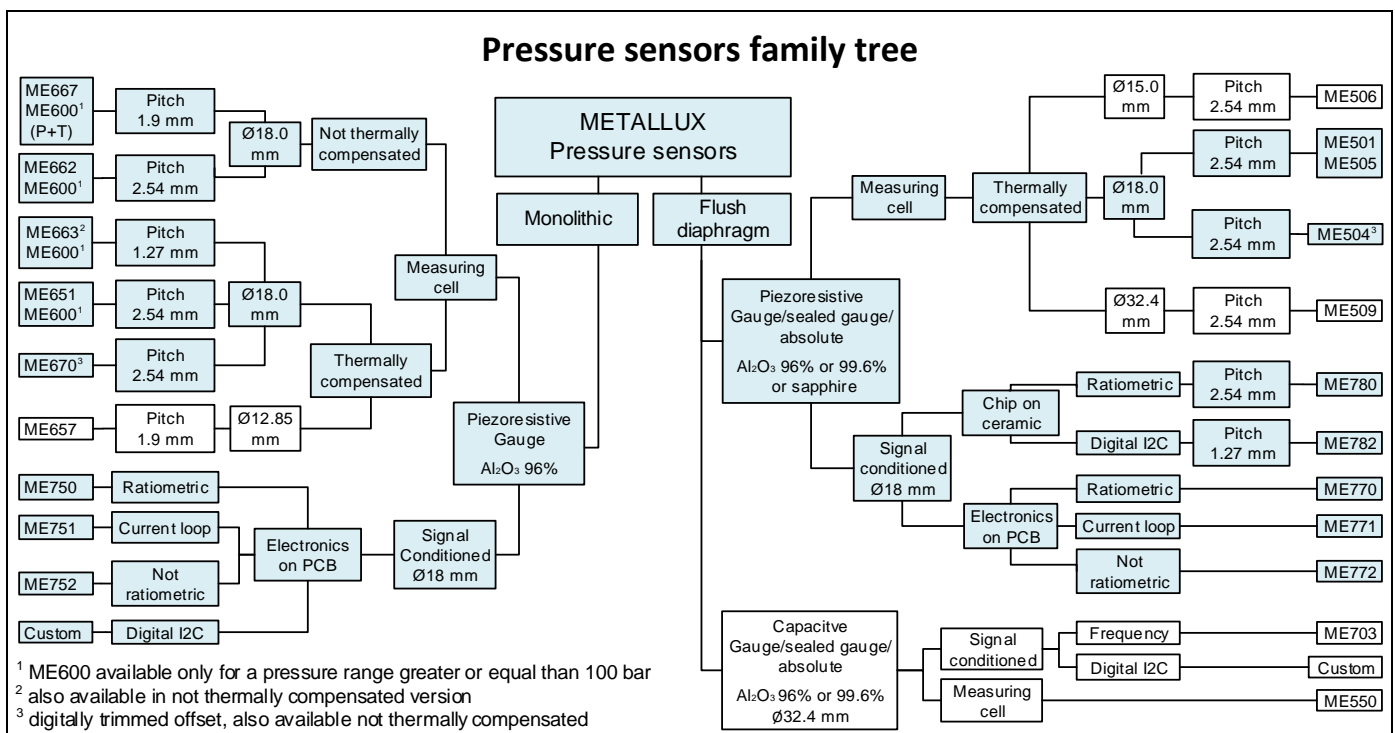 Pressure sensors family tree
METALLUX
Pressure sensors
Monolithic
Flush
diaphragm
ME667
ME600¹
(P+T)
Pitch
1.9 mm
ME662
ME600¹
Pitch
2.54 mm
Ø18.0
mm
Not thermally
compensated
ME663²
ME600¹
Pitch
1.27 mm
ME651
ME600¹
Pitch
2.54 mm
Ø18.0
mm
ME670³
Pitch
2.54 mm
Thermally
compensated
ME657
Pitch
1.9 mm
Ø12.85
mm
Measuring
cell
Piezoresistive
Gauge
Al₂O₃ 96%
ME750
Ratiometric
ME751
Current loop
ME752
Not
ratiometric
Custom
Digital I2C
Electronics
on PCB
Signal
Conditioned
Ø18 mm
Piezoresistive
Gauge/sealed gauge/
absolute
Al₂O₃ 96% or 99.6%
or sapphire
Measuring
cell
Thermally
compensated
Ø15.0
mm
Pitch
2.54 mm
ME506
Ø18.0
mm
Pitch
2.54 mm
ME501
ME505
Pitch
2.54 mm
ME504³
Ø32.4
mm
Pitch
2.54 mm
ME509
Signal
conditioned
Ø18 mm
Chip on
ceramic
Ratiometric
Pitch
2.54 mm
ME780
Digital I2C
Pitch
1.27 mm
ME782
Electronics
on PCB
Ratiometric
ME770
Current loop
ME771
Not
ratiometric
ME772
Capacitve
Gauge/sealed gauge/
absolute
Al₂O₃ 96% or 99.6%
Ø32.4 mm
Signal
conditioned
Frequency
ME703
Digital I2C
Custom
Measuring
cell
ME550
¹ ME600 available only for a pressure range greater or equal than 100 bar
² also available in not thermally compensated version
³ digitally trimmed offset, also available not thermally compensated